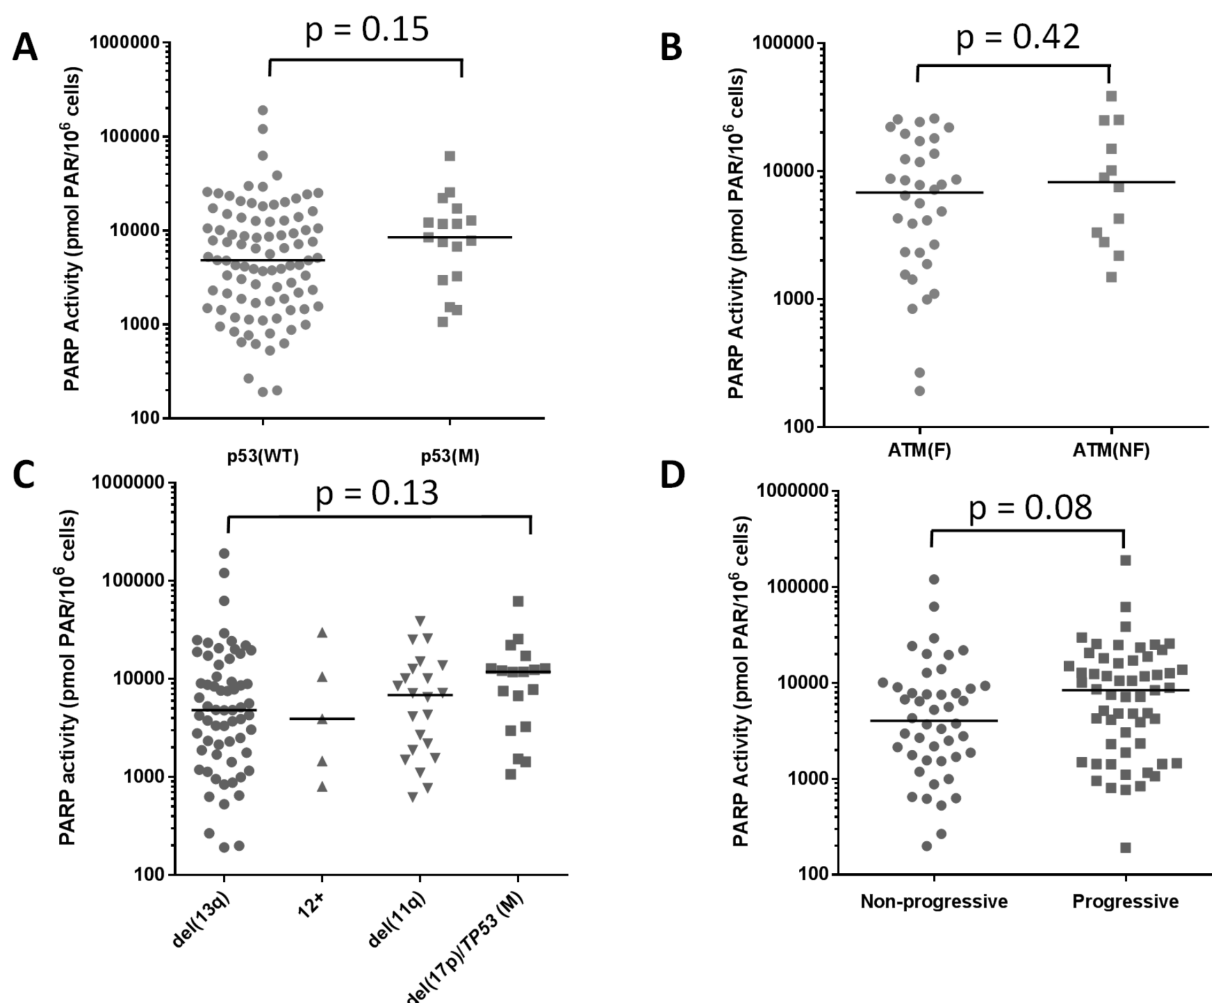 A
p = 0.15
PARP Activity (pmol PAR/10⁶ cells)
1000000
100000
10000
1000
100
p53(WT)
p53(M)
B
p = 0.42
PARP Activity (pmol PAR/10⁶ cells)
100000
10000
1000
100
ATM(F)
ATM(NF)
C
p = 0.13
PARP activity (pmol PAR/10⁶ cells)
1000000
100000
10000
1000
100
del(13q)
12+
del(11q)
del(17p)/TP53 (M)
D
p = 0.08
PARP Activity (pmol PAR/10⁶ cells)
1000000
100000
10000
1000
100
Non-progressive
Progressive